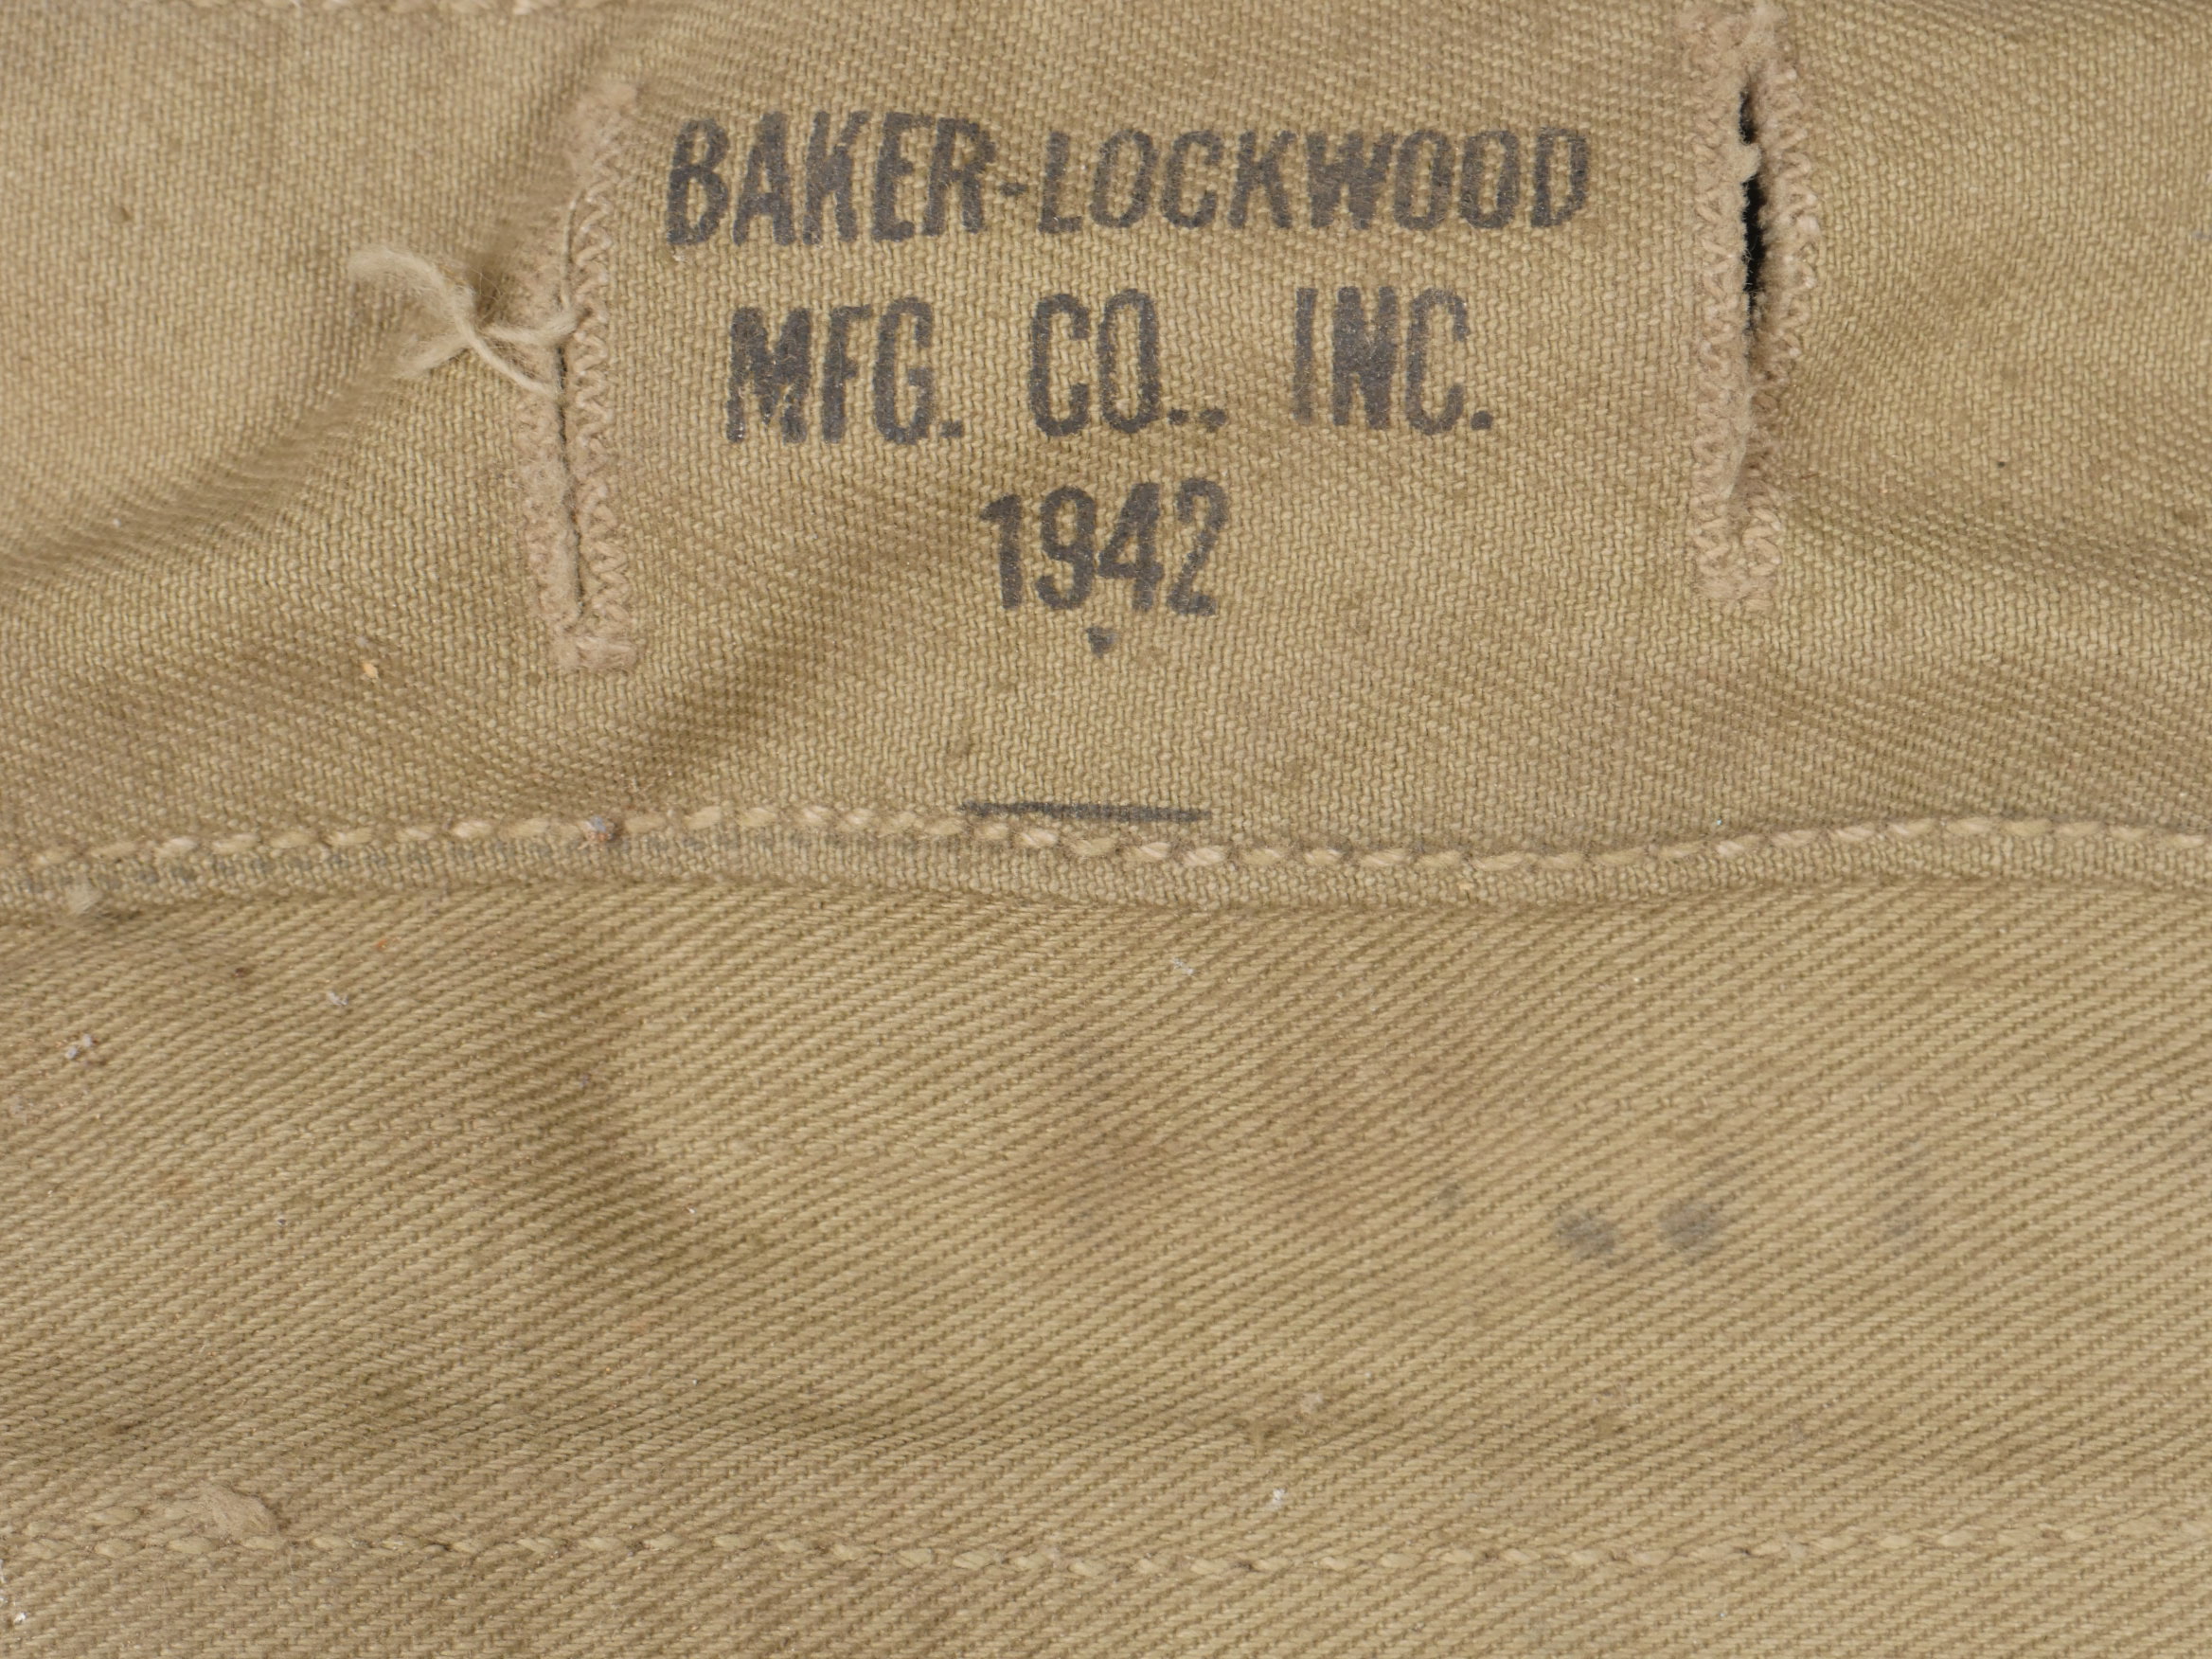 BAKER-LOCKWOOD
MFG. CO., INC.
1942